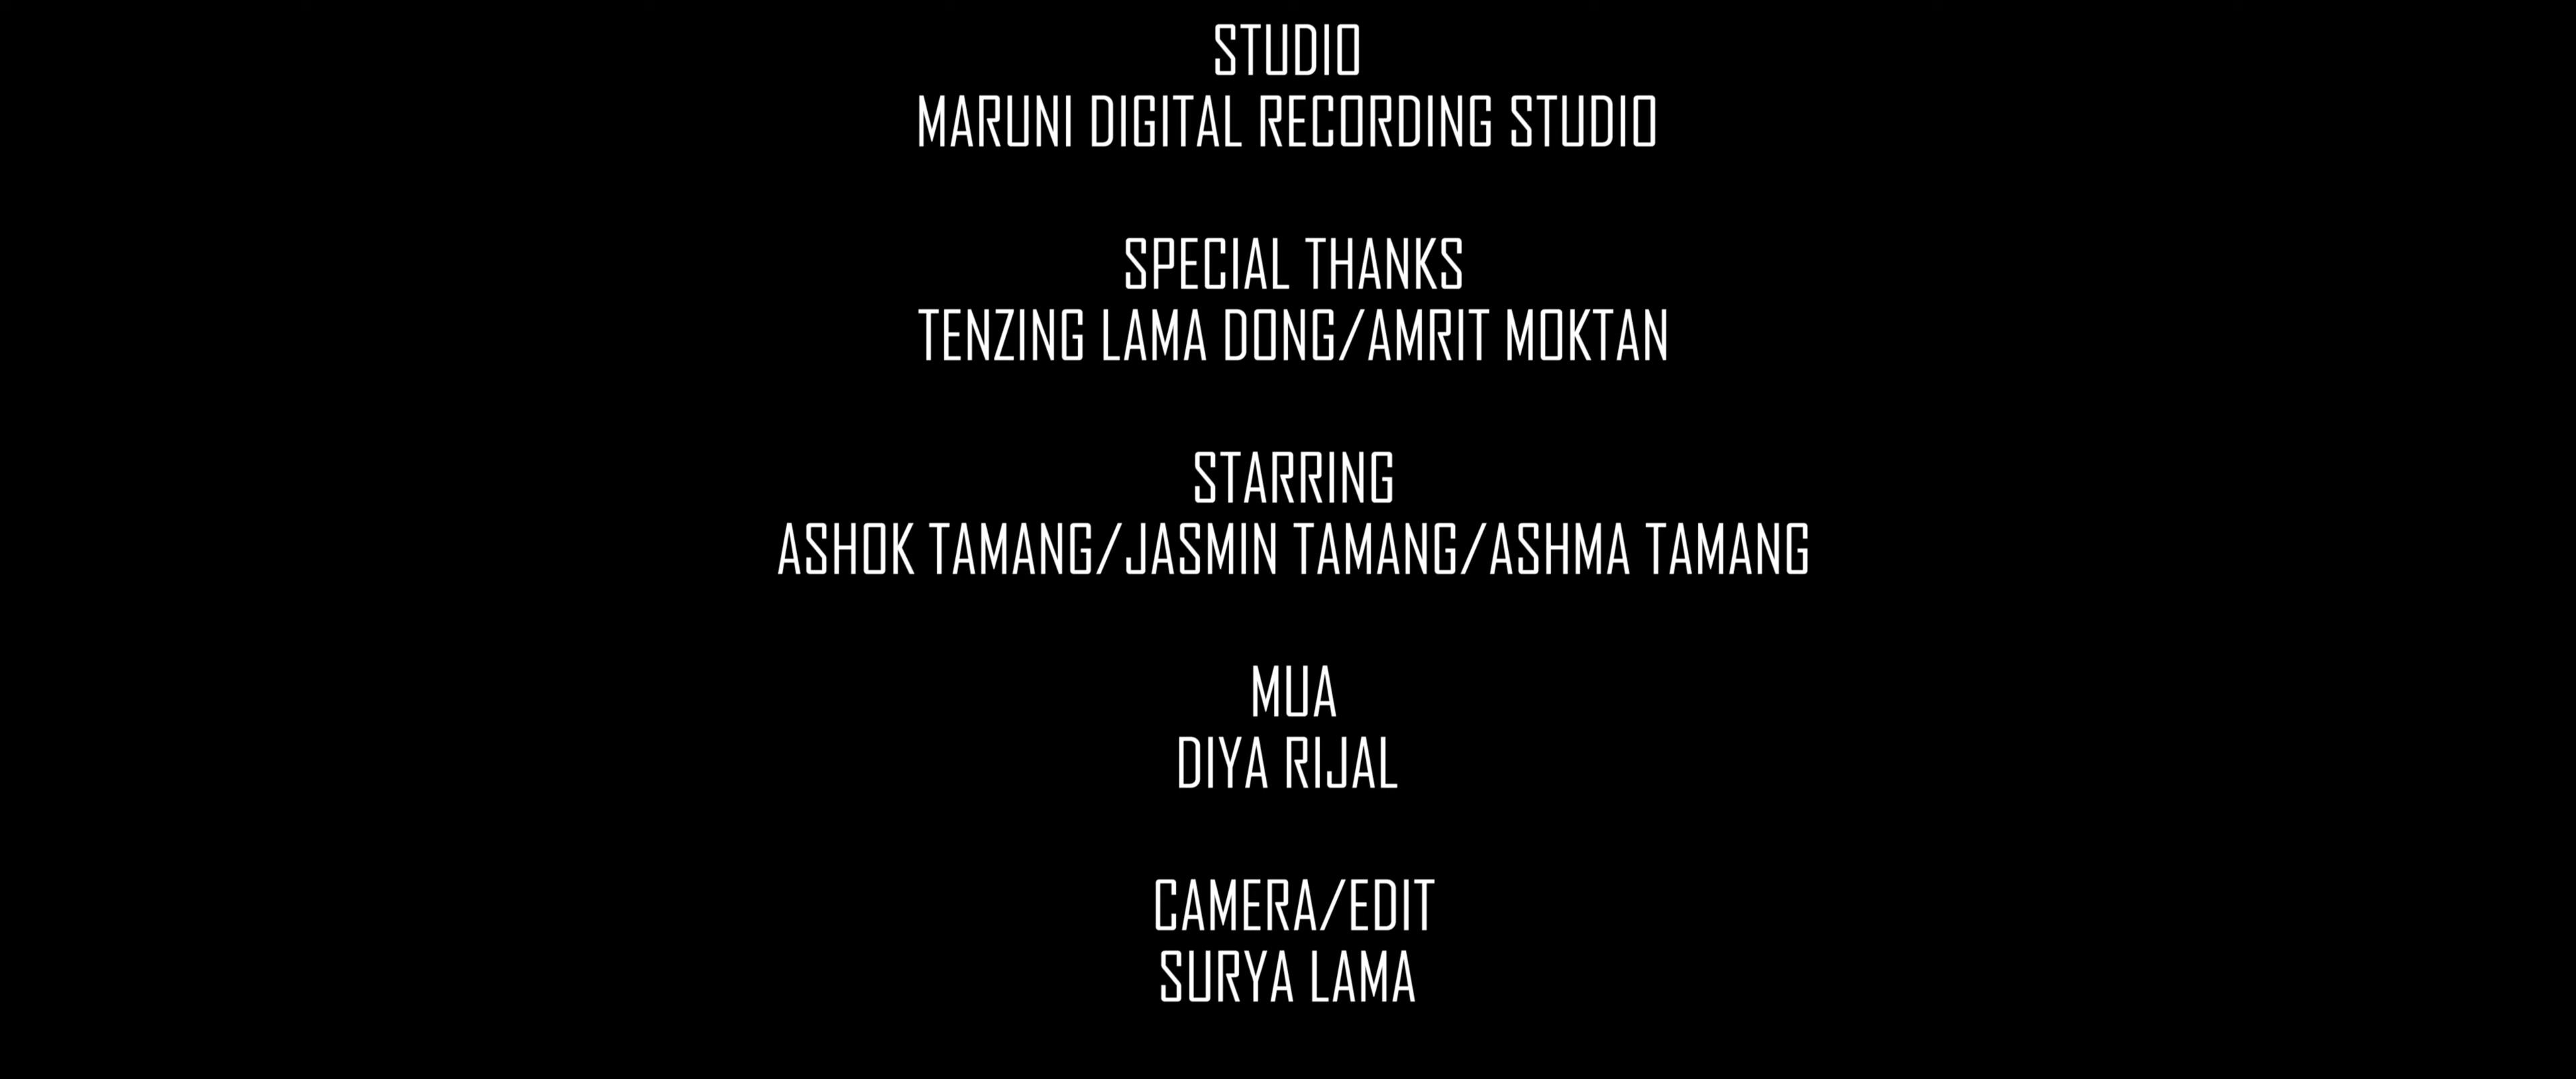 STUDIO
MARUNI DIGITAL RECORDING STUDIO
SPECIAL THANKS
TENZING LAMA DONG/AMRIT MOKTAN
STARRING
ASHOK TAMANG/JASMIN TAMANG/ASHMA TAMANG
MUA
DIYA RIJAL
CAMERA/EDIT
SURYA LAMA